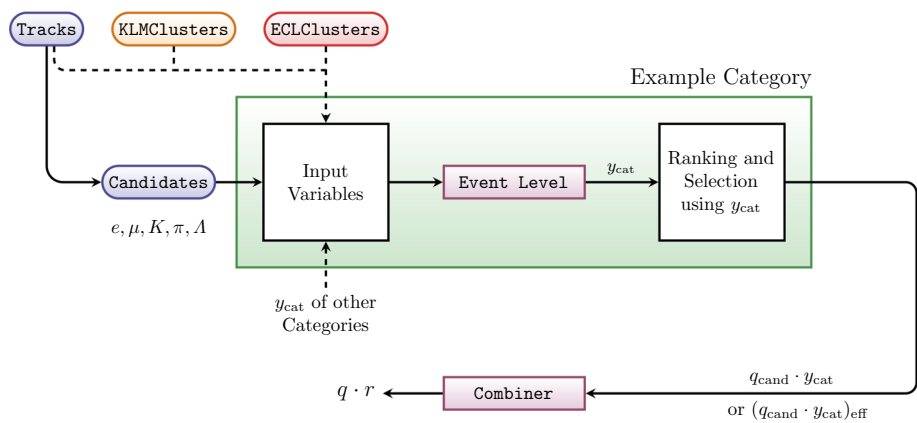 Tracks
KLMClusters
ECLClusters
Example Category
Candidates
e, μ, K, π, Λ
Input
Variables
Event Level
y_cat
Ranking and
Selection
using y_cat
y_cat of other
Categories
q · r
Combiner
q_cand · y_cat
or (q_cand · y_cat)_eff